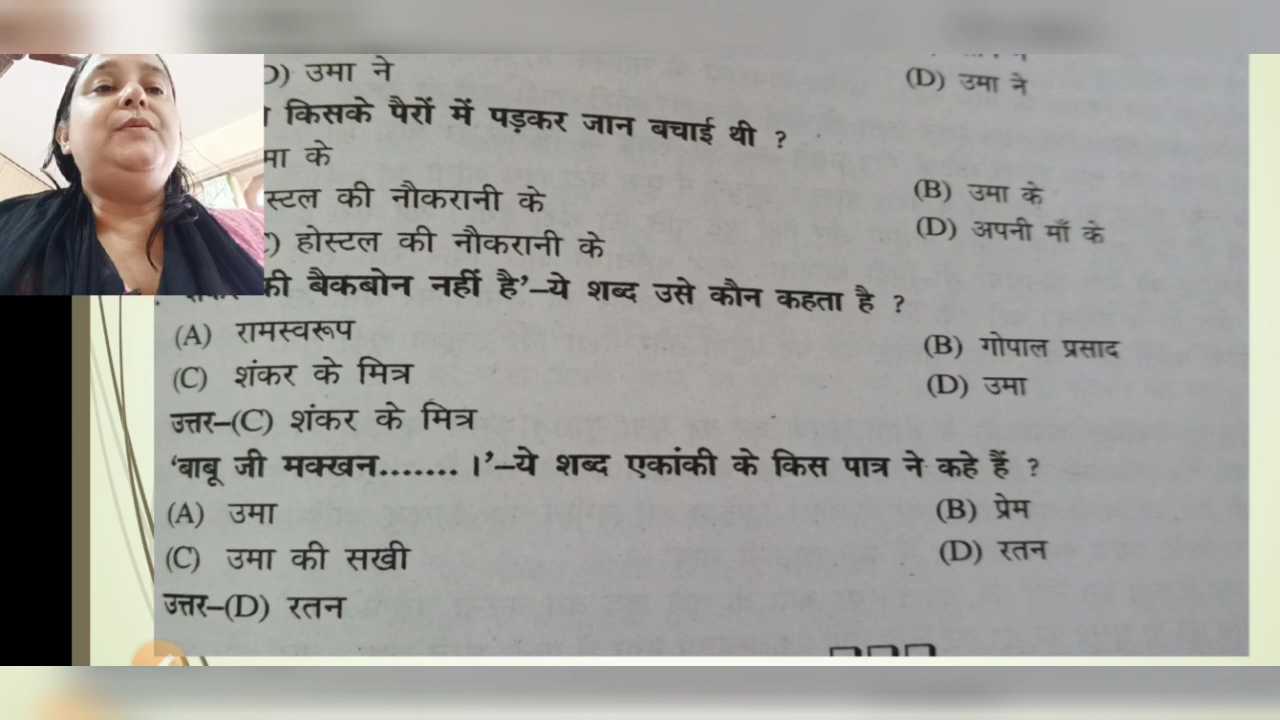 D) उमा ने (D) उमा ने
किसके पैरों में पड़कर जान बचाई थी ?
मा के
स्टल की नौकरानी के (B) उमा के
C) होस्टल की नौकरानी के (D) अपनी माँ के
की बैकबोन नहीं है’–ये शब्द उसे कौन कहता है ?
(A) रामस्वरूप (B) गोपाल प्रसाद
(C) शंकर के मित्र (D) उमा
उत्तर–(C) शंकर के मित्र
‘बाबू जी मक्खन.......।’–ये शब्द एकांकी के किस पात्र ने कहे हैं ?
(A) उमा (B) प्रेम
(C) उमा की सखी (D) रतन
उत्तर–(D) रतन